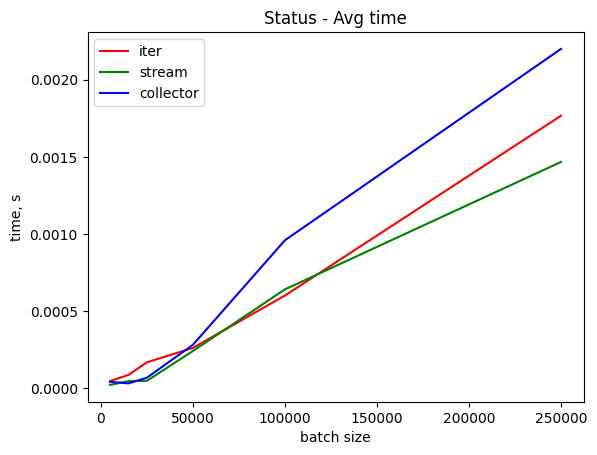 Status - Avg time
iter
stream
collector
0.0020
0.0015
0.0010
0.0005
0.0000
time, s
0
50000
100000
150000
200000
250000
batch size